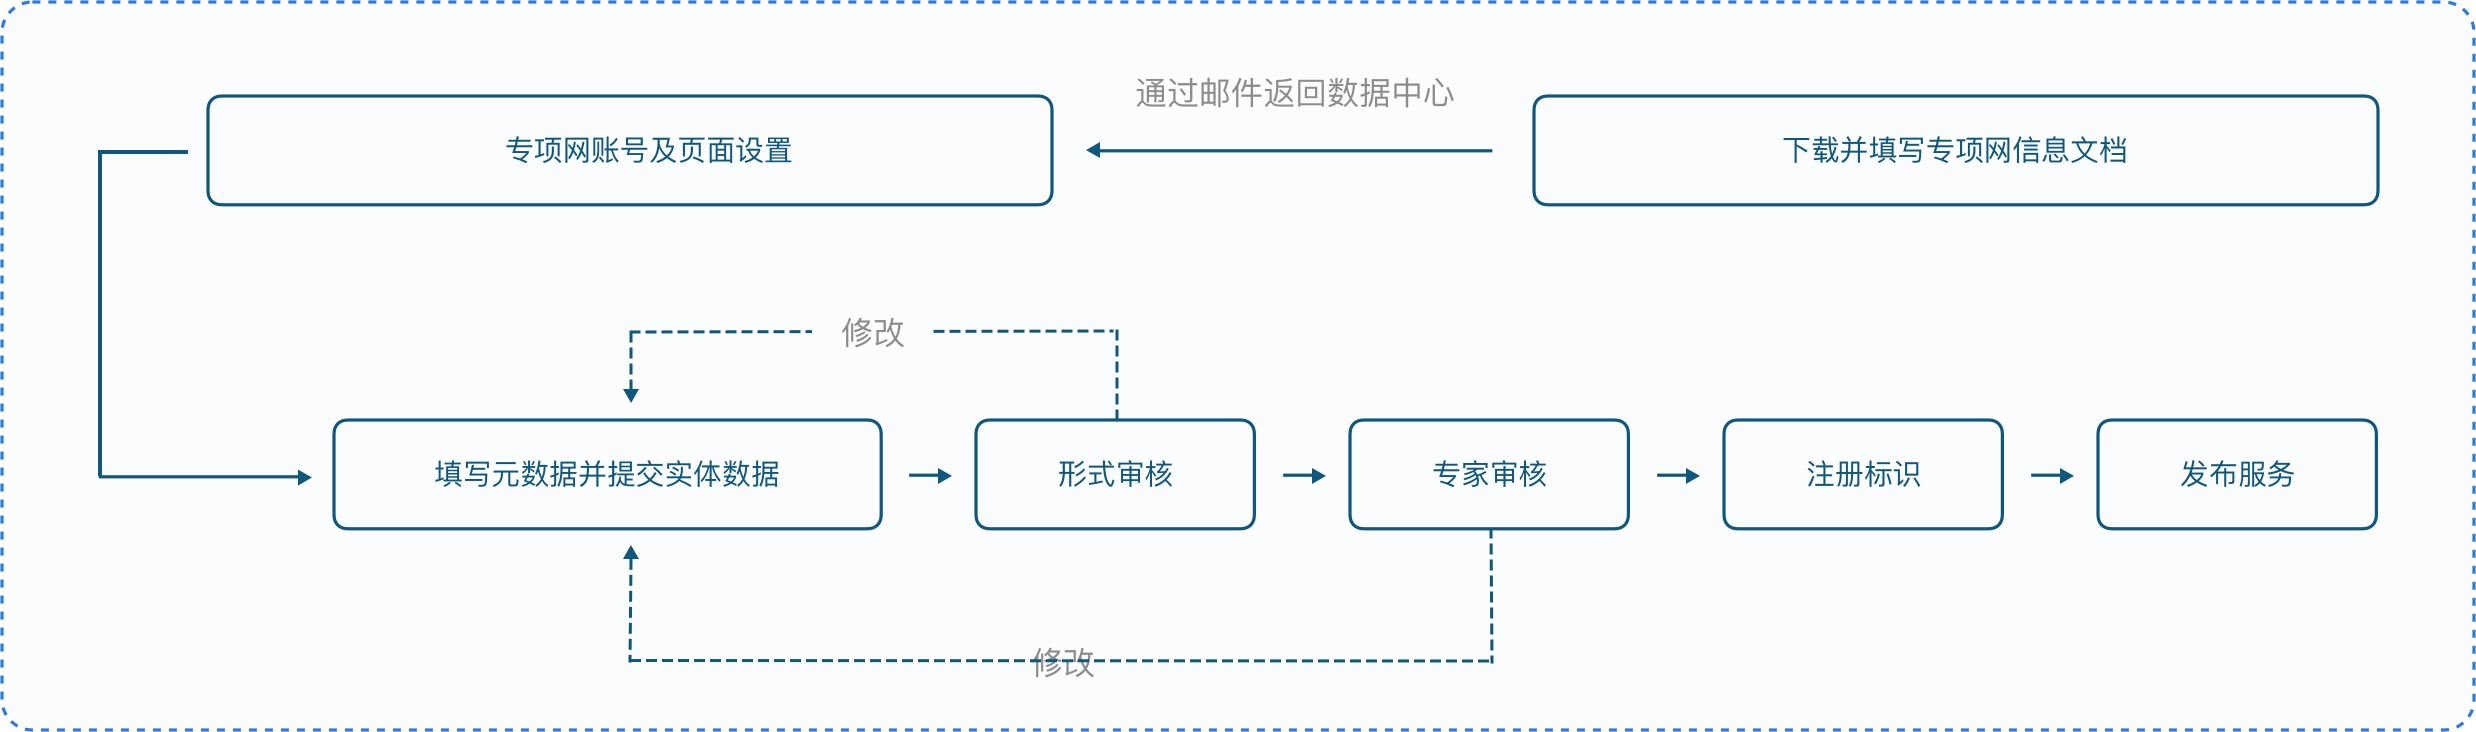 通过邮件返回数据中心
专项网账号及页面设置
下载并填写专项网信息文档
修改
填写元数据并提交实体数据
形式审核
专家审核
注册标识
发布服务
修改